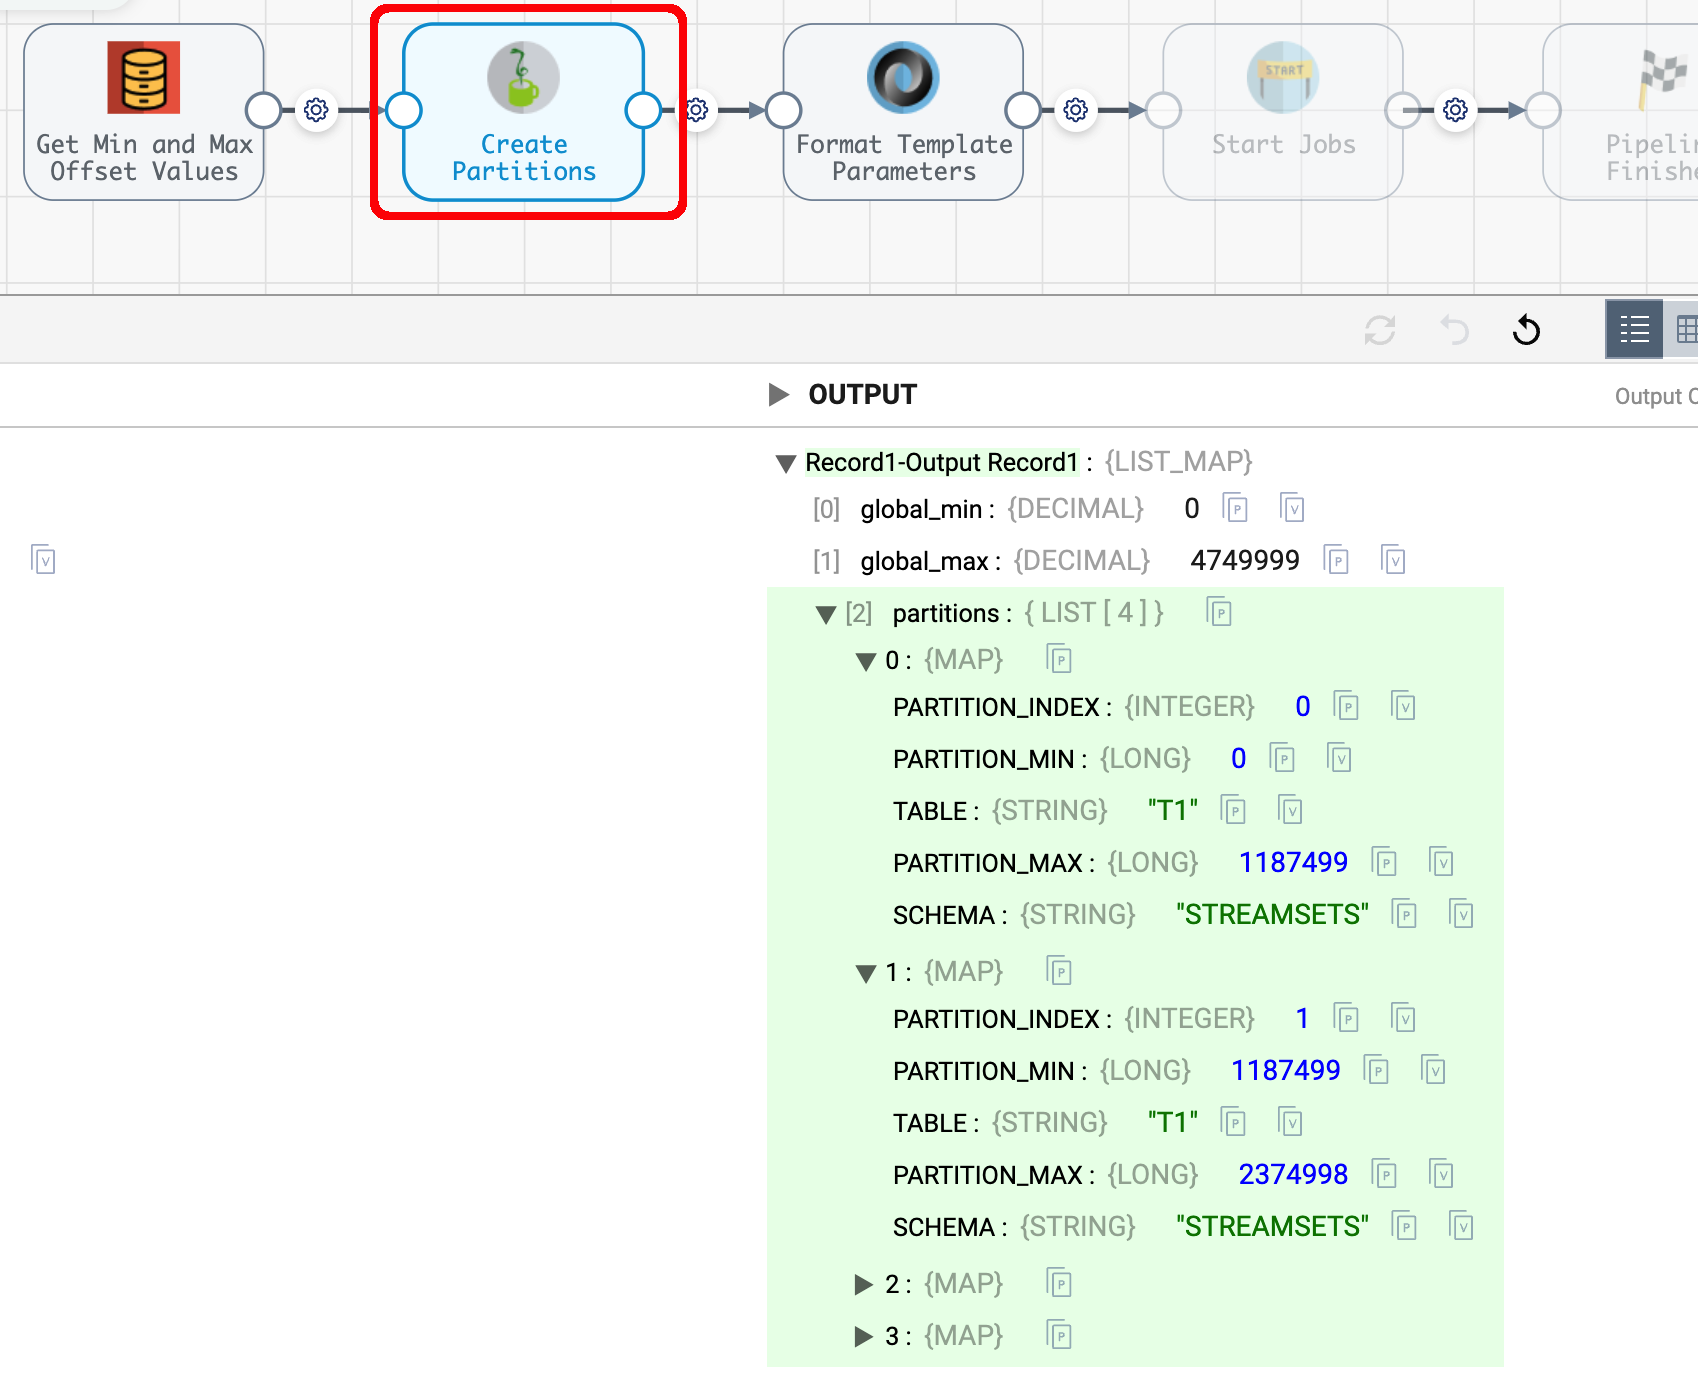 Get Min and Max
Offset Values
Create
Partitions
Format Template
Parameters
START
Start Jobs
OUTPUT
Output
Record1-Output Record1 : {LIST_MAP}
[0] global_min : {DECIMAL} 0 P V
[1] global_max : {DECIMAL} 4749999 P V
V
[2] partitions : { LIST [ 4 ] } P
0 : {MAP} P
PARTITION_INDEX : {INTEGER} 0 P V
PARTITION_MIN : {LONG} 0 P V
TABLE : {STRING} "T1" P V
PARTITION_MAX : {LONG} 1187499 P V
SCHEMA : {STRING} "STREAMSETS" P V
1 : {MAP} P
PARTITION_INDEX : {INTEGER} 1 P V
PARTITION_MIN : {LONG} 1187499 P V
TABLE : {STRING} "T1" P V
PARTITION_MAX : {LONG} 2374998 P V
SCHEMA : {STRING} "STREAMSETS" P V
2 : {MAP} P
3 : {MAP} P